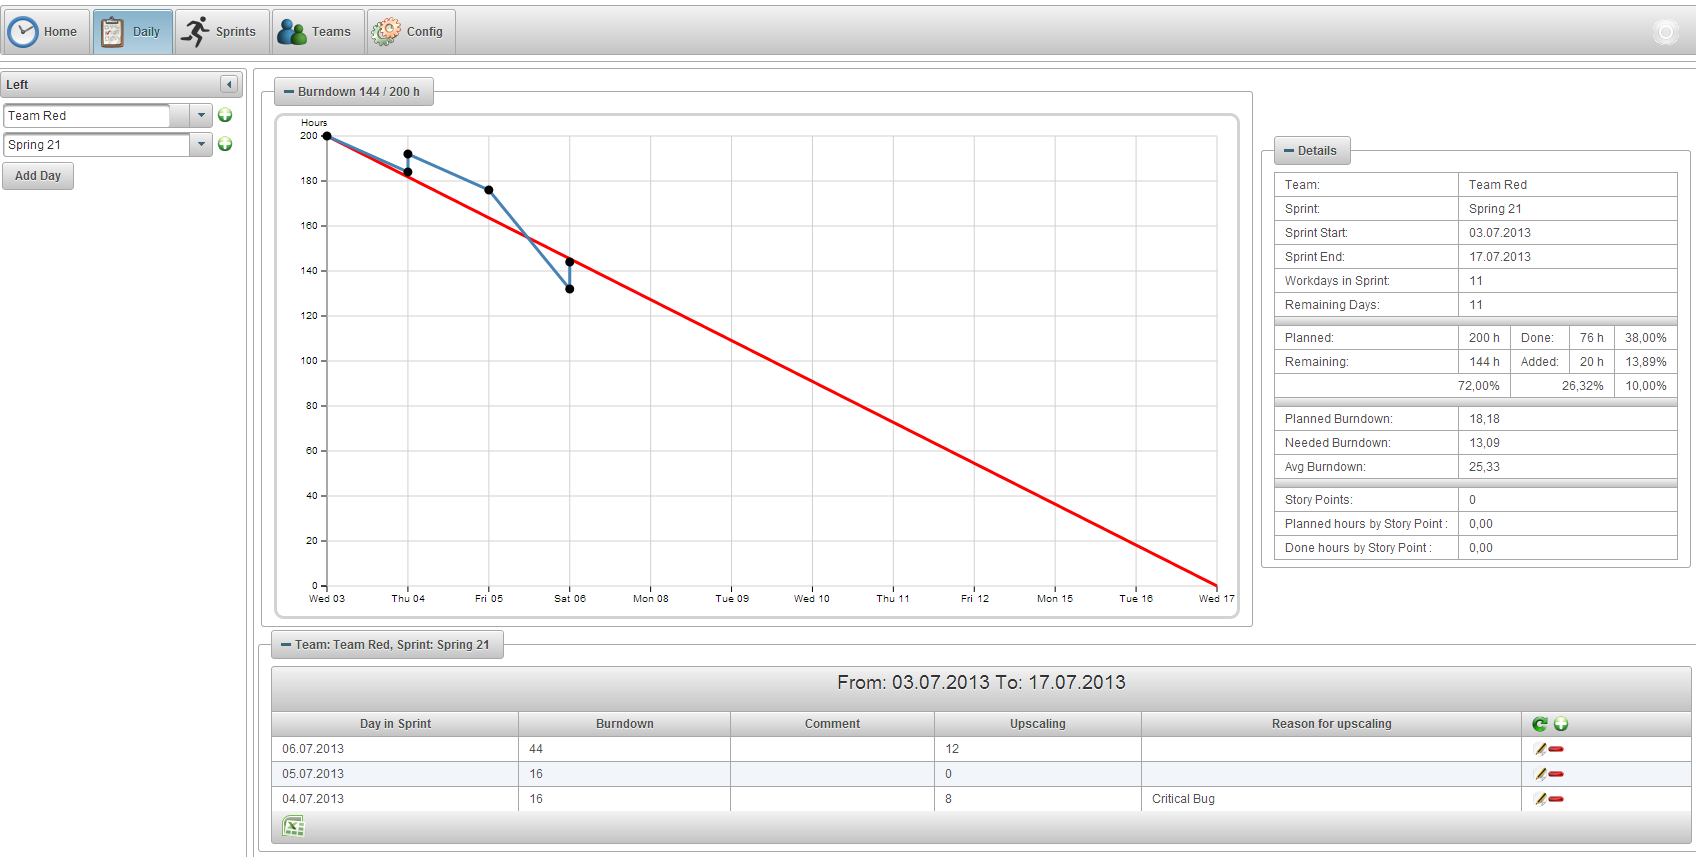 Home Daily Sprints Teams Config
Left
Team Red
Spring 21
Add Day
Burndown 144 / 200 h
Hours
200
180
160
140
120
100
80
60
40
20
0
Wed 03 Thu 04 Fri 05 Sat 06 Mon 08 Tue 09 Wed 10 Thu 11 Fri 12 Mon 15 Tue 16 Wed 17
Details
Team: Team Red
Sprint: Spring 21
Sprint Start: 03.07.2013
Sprint End: 17.07.2013
Workdays in Sprint: 11
Remaining Days: 11
Planned: 200 h Done: 76 h 38,00%
Remaining: 144 h Added: 20 h 13,89%
72,00% 26,32% 10,00%
Planned Burndown: 18,18
Needed Burndown: 13,09
Avg Burndown: 25,33
Story Points: 0
Planned hours by Story Point : 0,00
Done hours by Story Point : 0,00
Team: Team Red, Sprint: Spring 21
From: 03.07.2013 To: 17.07.2013
Day in Sprint Burndown Comment Upscaling Reason for upscaling
06.07.2013 44 12
05.07.2013 16 0
04.07.2013 16 8 Critical Bug